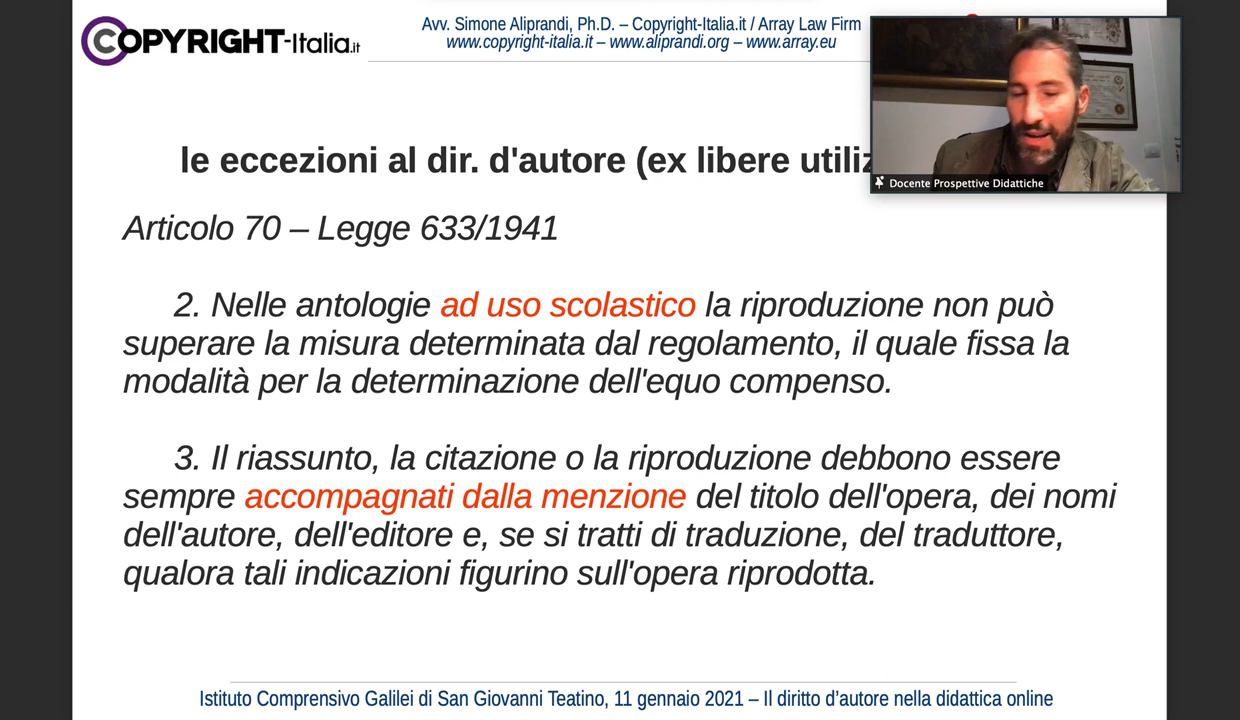 COPYRIGHT-Italia.it
Avv. Simone Aliprandi, Ph.D. – Copyright-Italia.it / Array Law Firm
www.copyright-italia.it – www.aliprandi.org – www.array.eu
Docente Prospettive Didattiche
le eccezioni al dir. d'autore (ex libere
Articolo 70 – Legge 633/1941
2. Nelle antologie ad uso scolastico la riproduzione non può
superare la misura determinata dal regolamento, il quale fissa la
modalità per la determinazione dell'equo compenso.
3. Il riassunto, la citazione o la riproduzione debbono essere
sempre accompagnati dalla menzione del titolo dell'opera, dei nomi
dell'autore, dell'editore e, se si tratti di traduzione, del traduttore,
qualora tali indicazioni figurino sull'opera riprodotta.
Istituto Comprensivo Galilei di San Giovanni Teatino, 11 gennaio 2021 – Il diritto d’autore nella didattica online